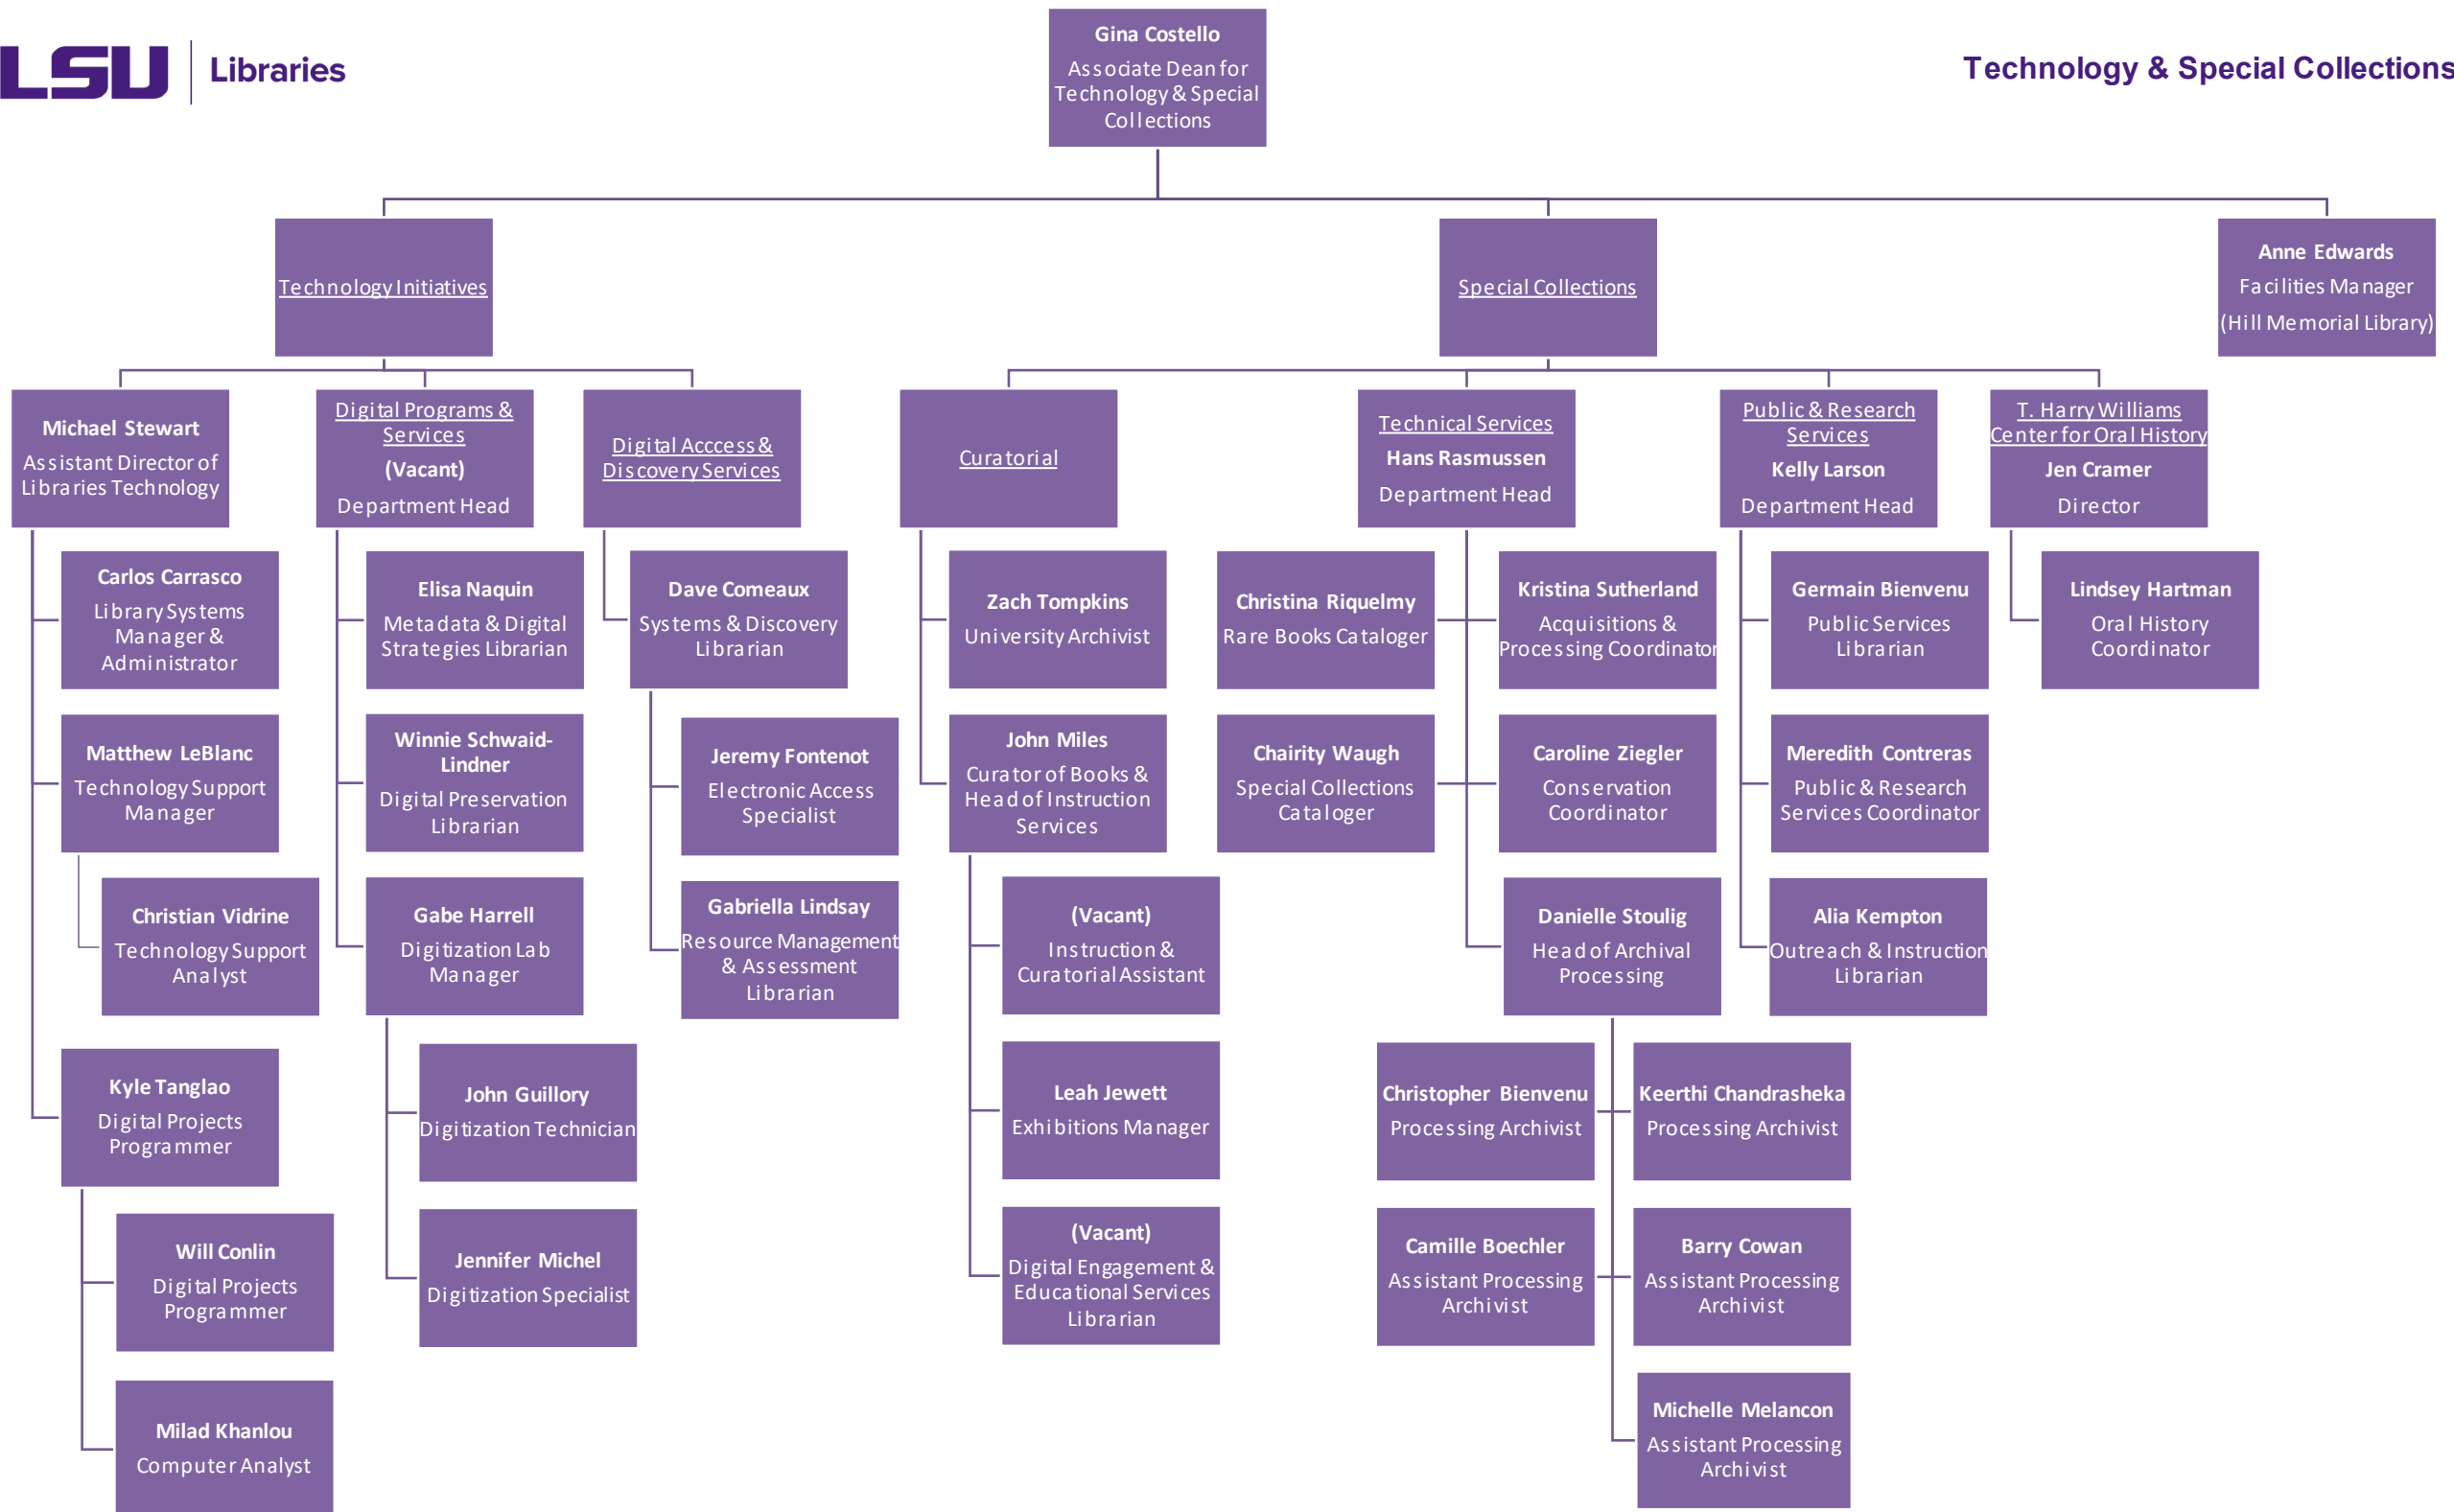 LSU
Libraries
Technology & Special Collections
Gina Costello
Associate Dean for
Technology & Special
Collections
Technology Initiatives
Special Collections
Anne Edwards
Facilities Manager
(Hill Memorial Library)
Michael Stewart
Assistant Director of
Libraries Technology
Digital Programs &
Services
(Vacant)
Department Head
Digital Acccess &
Discovery Services
Curatorial
Technical Services
Hans Rasmussen
Department Head
Public & Research
Services
Kelly Larson
Department Head
T. Harry Williams
Center for Oral History
Jen Cramer
Director
Carlos Carrasco
Library Systems
Manager &
Administrator
Elisa Naquin
Metadata & Digital
Strategies Librarian
Dave Comeaux
Systems & Discovery
Librarian
Zach Tompkins
University Archivist
Christina Riquelmy
Rare Books Cataloger
Kristina Sutherland
Acquisitions &
Processing Coordinator
Germain Bienvenu
Public Services
Librarian
Lindsey Hartman
Oral History
Coordinator
Matthew LeBlanc
Technology Support
Manager
Winnie Schwaid-
Lindner
Digital Preservation
Librarian
Jeremy Fontenot
Electronic Access
Specialist
John Miles
Curator of Books &
Head of Instruction
Services
Chairity Waugh
Special Collections
Cataloger
Caroline Ziegler
Conservation
Coordinator
Meredith Contreras
Public & Research
Services Coordinator
Christian Vidrine
Technology Support
Analyst
Gabe Harrell
Digitization Lab
Manager
Gabriella Lindsay
Resource Management
& Assessment
Librarian
(Vacant)
Instruction &
Curatorial Assistant
Danielle Stoulig
Head of Archival
Processing
Alia Kempton
Outreach & Instruction
Librarian
Kyle Tanglao
Digital Projects
Programmer
John Guillory
Digitization Technician
Leah Jewett
Exhibitions Manager
Christopher Bienvenu
Processing Archivist
Keerthi Chandrasheka
Processing Archivist
Will Conlin
Digital Projects
Programmer
Jennifer Michel
Digitization Specialist
(Vacant)
Digital Engagement &
Educational Services
Librarian
Camille Boechler
Assistant Processing
Archivist
Barry Cowan
Assistant Processing
Archivist
Milad Khanlou
Computer Analyst
Michelle Melancon
Assistant Processing
Archivist